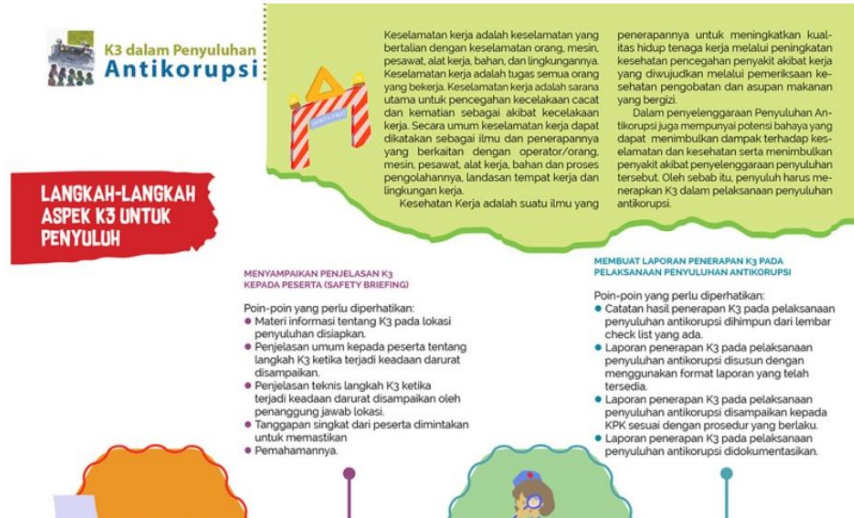 K3 dalam Penyuluhan
Antikorupsi
Keselamatan kerja adalah keselamatan yang
bertalian dengan keselamatan orang, mesin,
pesawat, alat kerja, bahan, dan lingkungannya.
Keselamatan kerja adalah tugas semua orang
yang bekerja. Keselamatan kerja adalah sarana
utama untuk pencegahan kecelakaan cacat
dan kematian sebagai akibat kecelakaan
kerja. Secara umum keselamatan kerja dapat
dikatakan sebagai ilmu dan penerapannya
yang berkaitan dengan operator/orang,
mesin, pesawat, alat kerja, bahan dan proses
pengolahannya, landasan tempat kerja dan
lingkungan kerja.
Kesehatan Kerja adalah suatu ilmu yang
penerapannya untuk meningkatkan kual-
itas hidup tenaga kerja melalui peningkatan
kesehatan pencegahan penyakit akibat kerja
yang diwujudkan melalui pemeriksaan ke-
sehatan pengobatan dan asupan makanan
yang bergizi.
Dalam penyelenggaraan Penyuluhan An-
tikorupsi juga mempunyai potensi bahaya yang
dapat menimbulkan dampak terhadap kes-
elamatan dan kesehatan serta menimbulkan
penyakit akibat penyelenggaraan penyuluhan
tersebut. Oleh sebab itu, penyuluh harus me-
nerapkan K3 dalam pelaksanaan penyuluhan
antikorupsi.
LANGKAH-LANGKAH
ASPEK K3 UNTUK
PENYULUH
MENYAMPAIKAN PENJELASAN K3
KEPADA PESERTA (SAFETY BRIEFING)
Poin-poin yang perlu diperhatikan:
● Materi informasi tentang K3 pada lokasi
penyuluhan disiapkan.
● Penjelasan umum kepada peserta tentang
langkah K3 ketika terjadi keadaan darurat
disampaikan.
● Penjelasan teknis langkah K3 ketika
terjadi keadaan darurat disampaikan oleh
penanggung jawab lokasi.
● Tanggapan singkat dari peserta dimintakan
untuk memastikan
● Pemahamannya.
MEMBUAT LAPORAN PENERAPAN K3 PADA
PELAKSANAAN PENYULUHAN ANTIKORUPSI
Poin-poin yang perlu diperhatikan:
● Catatan hasil penerapan K3 pada pelaksanaan
penyuluhan antikorupsi dihimpun dari lembar
check list yang ada.
● Laporan penerapan K3 pada pelaksanaan
penyuluhan antikorupsi disusun dengan
menggunakan format laporan yang telah
tersedia.
● Laporan penerapan K3 pada pelaksanaan
penyuluhan antikorupsi disampaikan kepada
KPK sesuai dengan prosedur yang berlaku.
● Laporan penerapan K3 pada pelaksanaan
penyuluhan antikorupsi didokumentasikan.